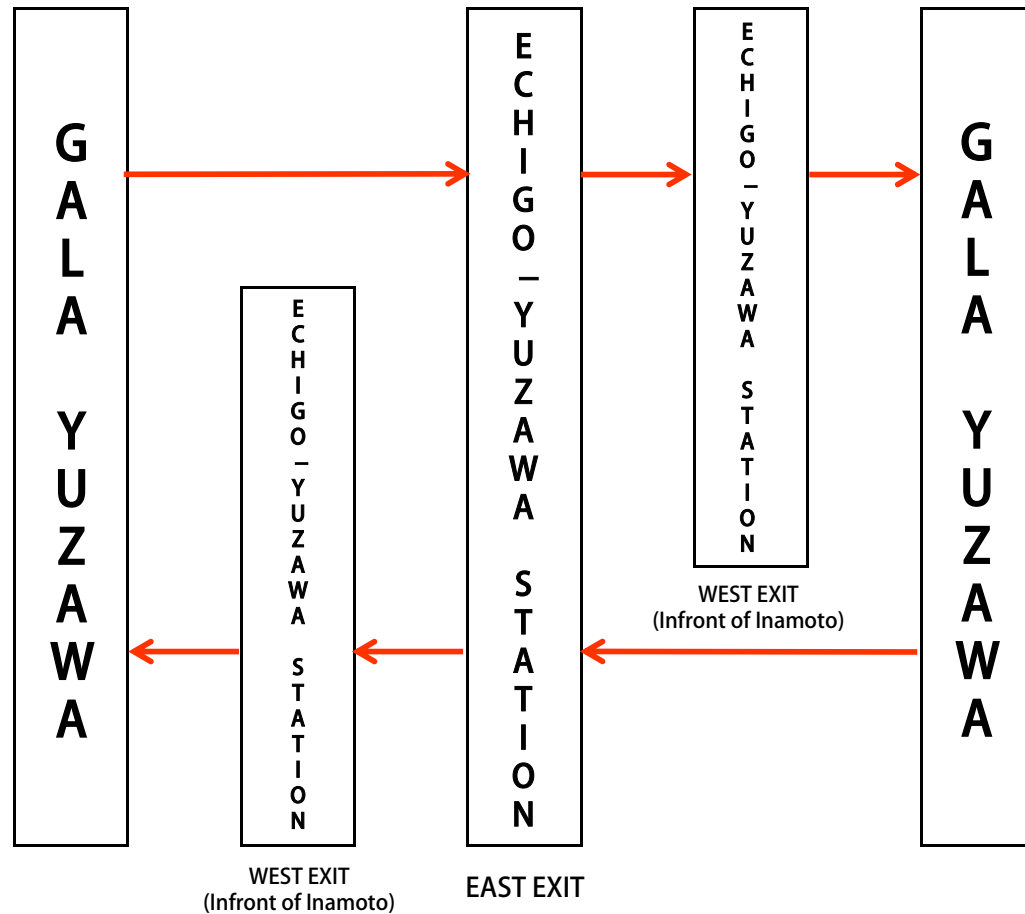 GALA YUZAWA
ECHIGO–YUZAWA STATION
WEST EXIT
(Infront of Inamoto)
ECHIGO–YUZAWA STATION
EAST EXIT
ECHIGO–YUZAWA STATION
WEST EXIT
(Infront of Inamoto)
GALA YUZAWA